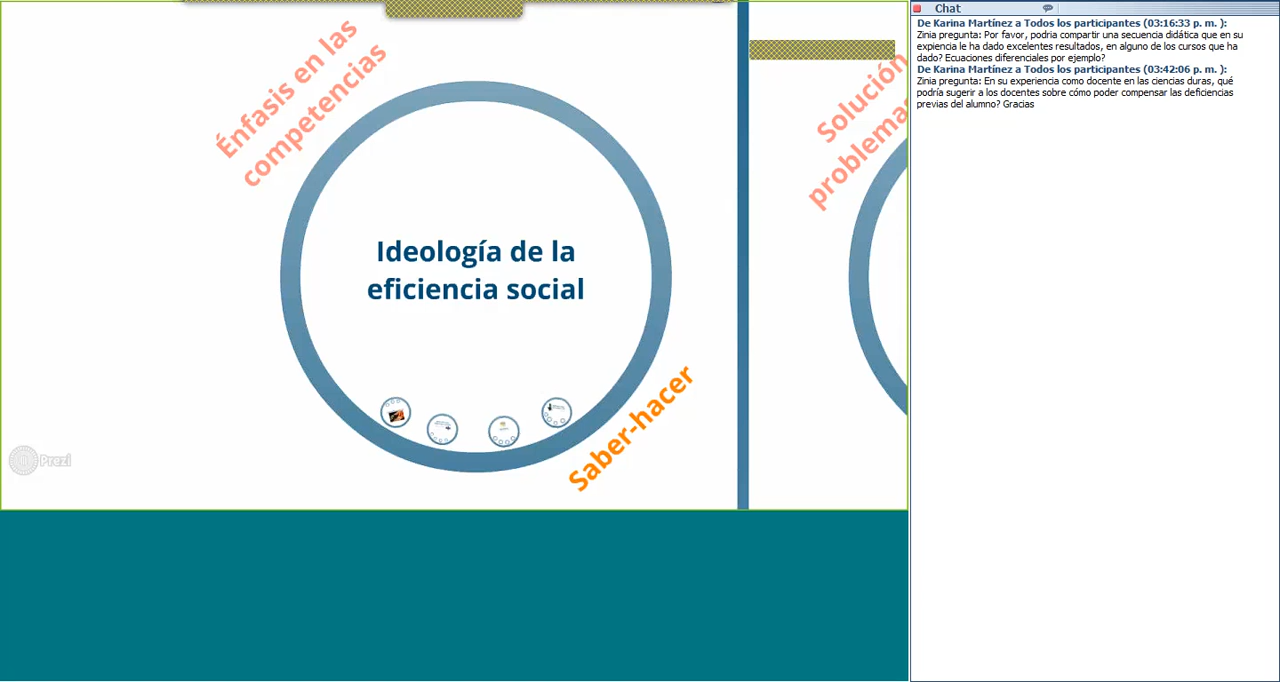 Énfasis en las
competencias
Ideología de la
eficiencia social
Saber-hacer
Solución
problemas
Prezi
Chat
De Karina Martínez a Todos los participantes (03:16:33 p. m. ):
Zinia pregunta: Por favor, podria compartir una secuencia didática que en su
expiencia le ha dado excelentes resultados, en alguno de los cursos que ha
dado? Ecuaciones diferenciales por ejemplo?
De Karina Martínez a Todos los participantes (03:42:06 p. m. ):
Zinia pregunta: En su experiencia como docente en las ciencias duras, qué
podría sugerir a los docentes sobre cómo poder compensar las deficiencias
previas del alumno? Gracias